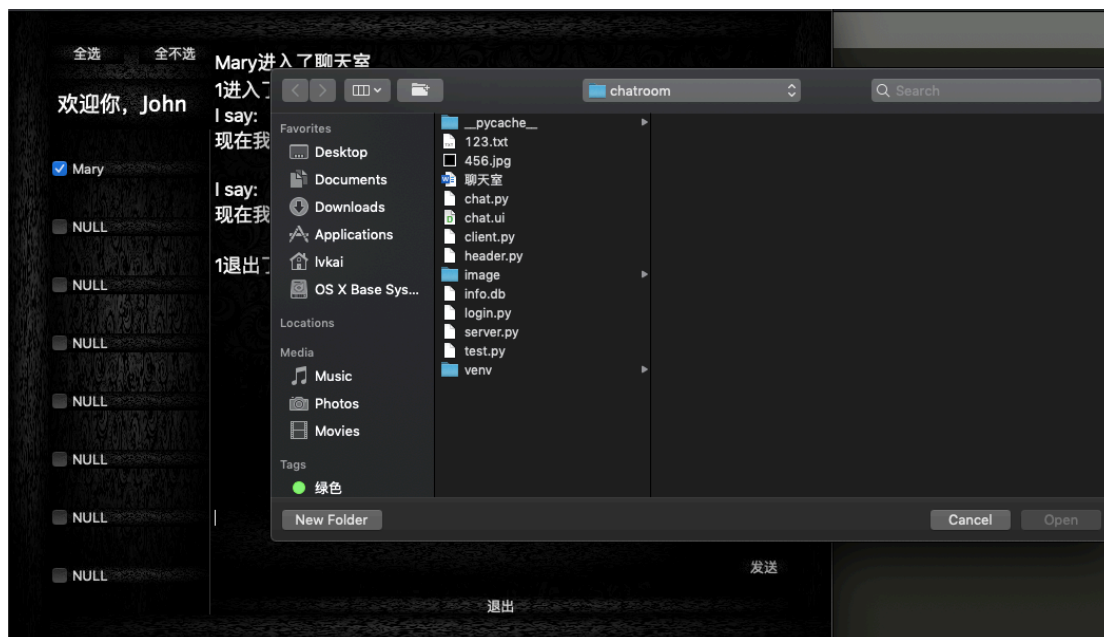 全选 全不选
欢迎你，John
Mary
NULL
NULL
NULL
NULL
NULL
NULL
NULL
Mary进入了聊天室
1进入了
I say:
现在我
I say:
现在我
1退出了
chatroom
Search
Favorites
Desktop
Documents
Downloads
Applications
lvkai
OS X Base Sys...
Locations
Media
Music
Photos
Movies
Tags
绿色
__pycache__
123.txt
456.jpg
聊天室
chat.py
chat.ui
client.py
header.py
image
info.db
login.py
server.py
test.py
venv
New Folder
Cancel
Open
发送
退出